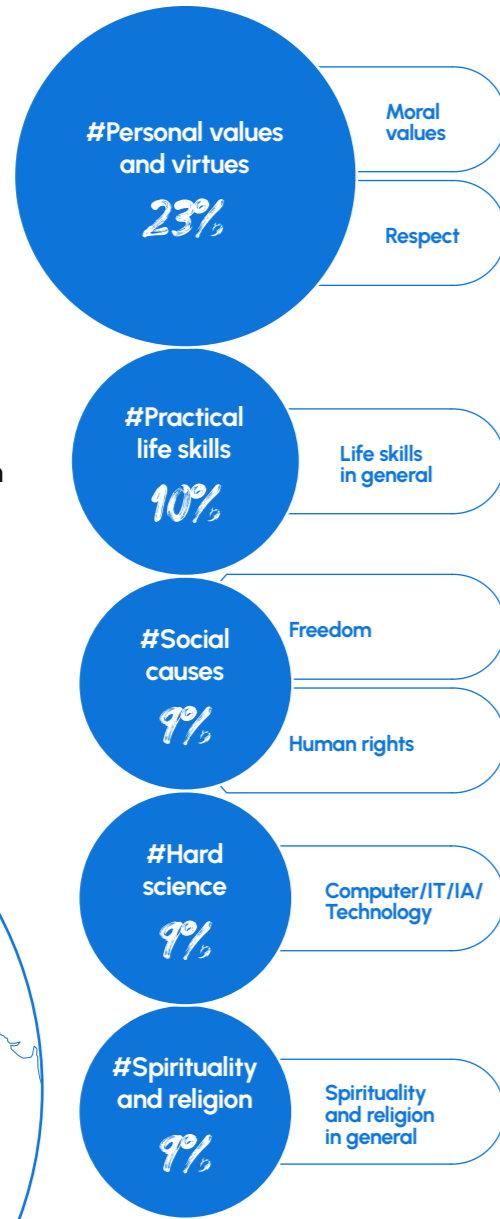 #Personal values
and virtues
23%
Moral
values
Respect
#Practical
life skills
10%
Life skills
in general
#Social
causes
9%
Freedom
Human rights
#Hard
science
9%
Computer/IT/IA/
Technology
#Spirituality
and religion
9%
Spirituality
and religion
in general